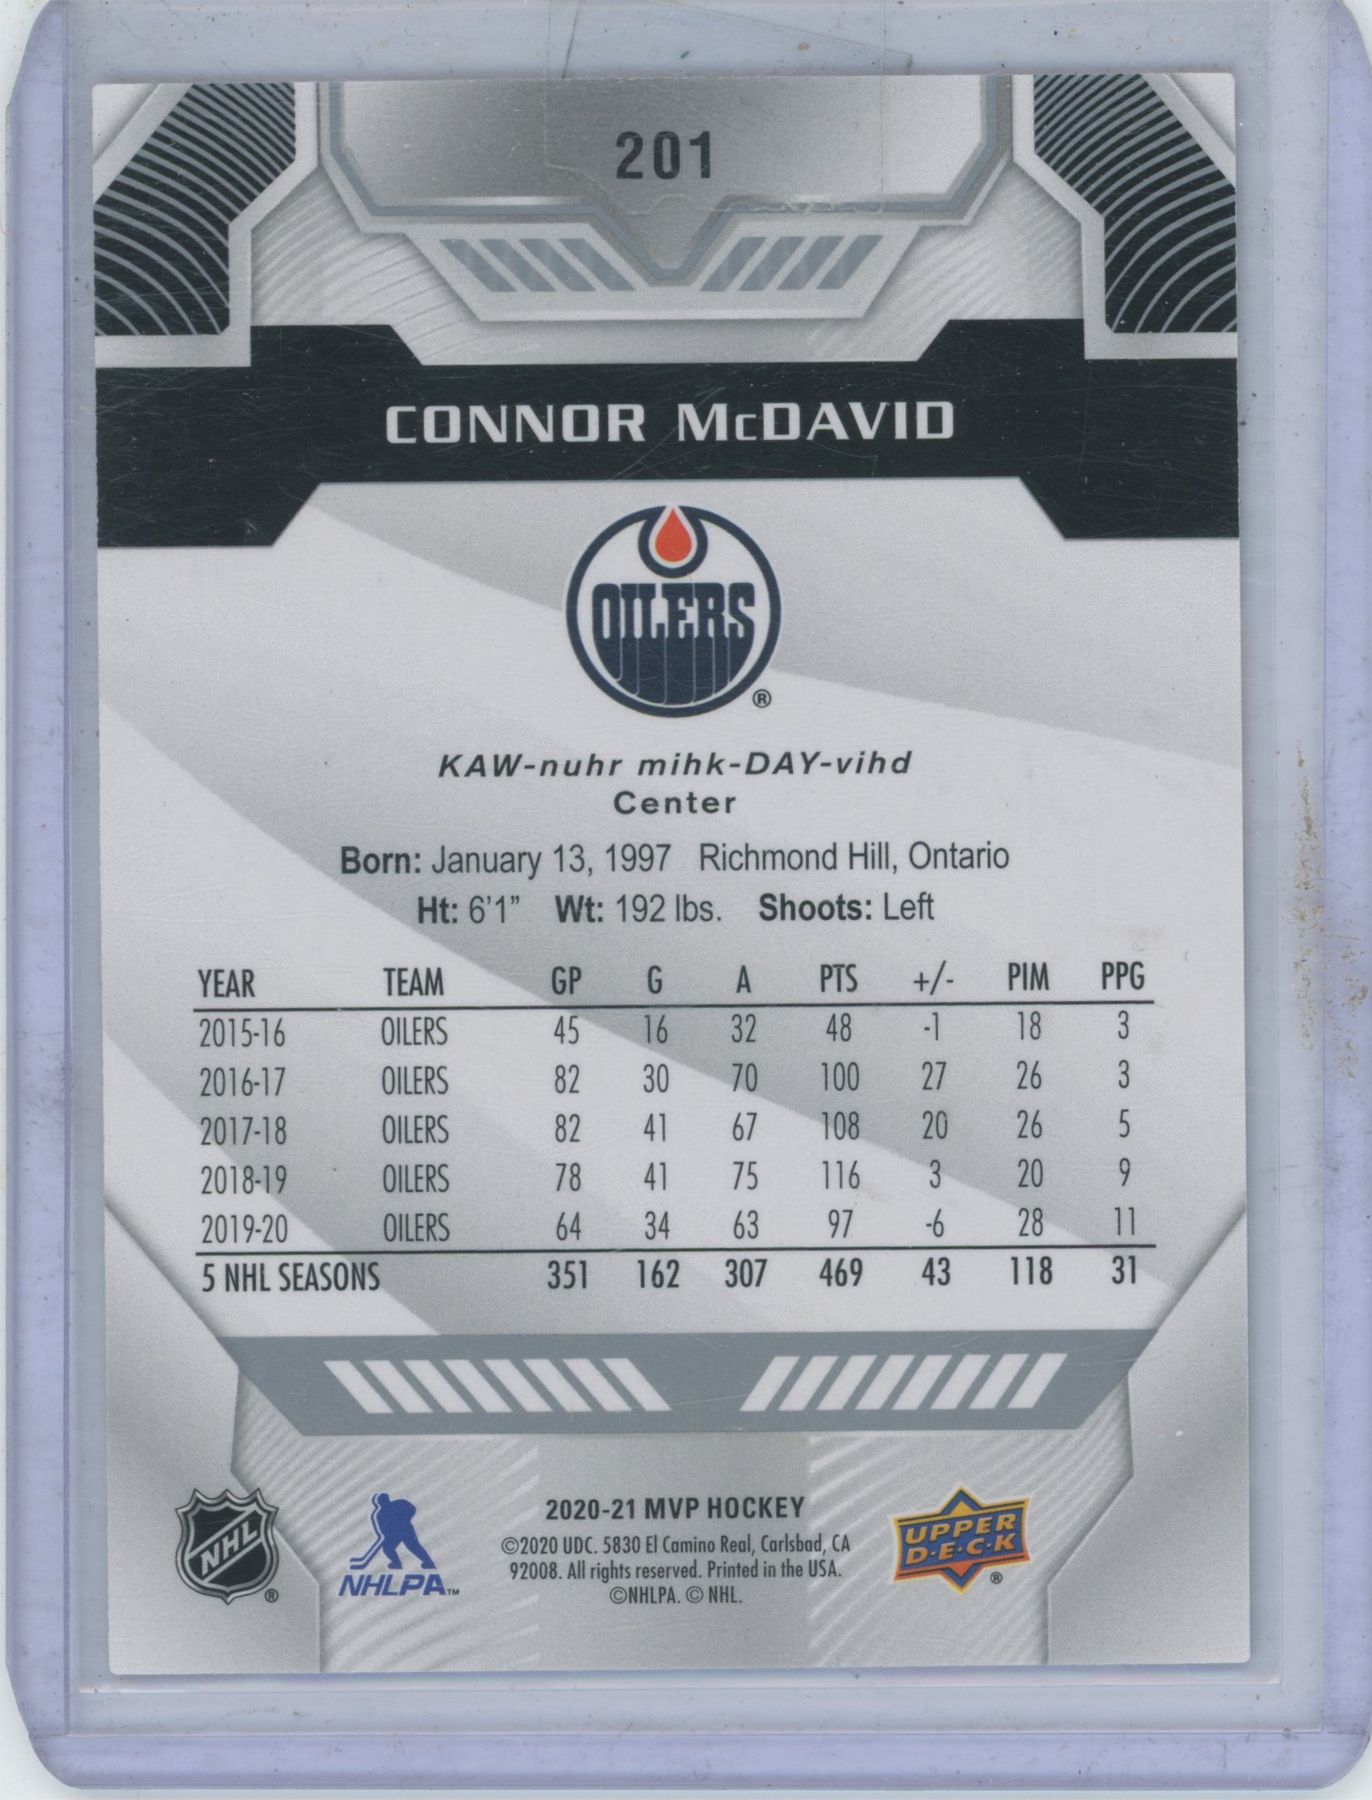 201
CONNOR McDAVID
OILERS
®
KAW-nuhr mihk-DAY-vihd
Center
Born: January 13, 1997 Richmond Hill, Ontario
Ht: 6'1" Wt: 192 lbs. Shoots: Left
YEAR TEAM GP G A PTS +/- PIM PPG
2015-16 OILERS 45 16 32 48 -1 18 3
2016-17 OILERS 82 30 70 100 27 26 3
2017-18 OILERS 82 41 67 108 20 26 5
2018-19 OILERS 78 41 75 116 3 20 9
2019-20 OILERS 64 34 63 97 -6 28 11
5 NHL SEASONS 351 162 307 469 43 118 31
NHL ®
NHLPA™
2020-21 MVP HOCKEY
©2020 UDC. 5830 El Camino Real, Carlsbad, CA
92008. All rights reserved. Printed in the USA.
©NHLPA. © NHL.
UPPER
D·E·C·K ®